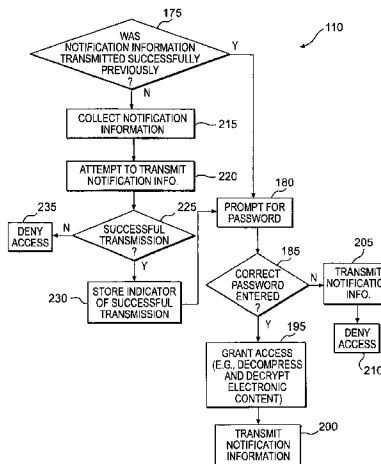 175
110
WAS
NOTIFICATION INFORMATION
TRANSMITTED SUCCESSFULLY
PREVIOUSLY
?
Y
N
COLLECT NOTIFICATION
INFORMATION
215
ATTEMPT TO TRANSMIT
NOTIFICATION INFO.
220
180
PROMPT FOR
PASSWORD
235
DENY
ACCESS
N
225
SUCCESSFUL
TRANSMISSION
?
Y
185
CORRECT
PASSWORD
ENTERED
?
N
Y
205
TRANSMIT
NOTIFICATION
INFO.
230
STORE INDICATOR
OF SUCCESSFUL
TRANSMISSION
DENY
ACCESS
210
195
GRANT ACCESS
(E.G., DECOMPRESS
AND DECRYPT
ELECTRONIC
CONTENT)
200
TRANSMIT
NOTIFICATION
INFORMATION